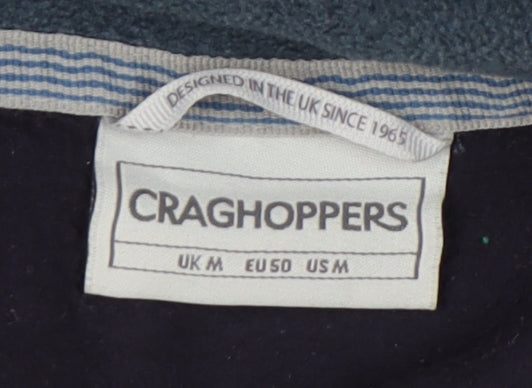 DESIGNED IN THE UK SINCE 1965
CRAGHOPPERS
UK M EU50 US M